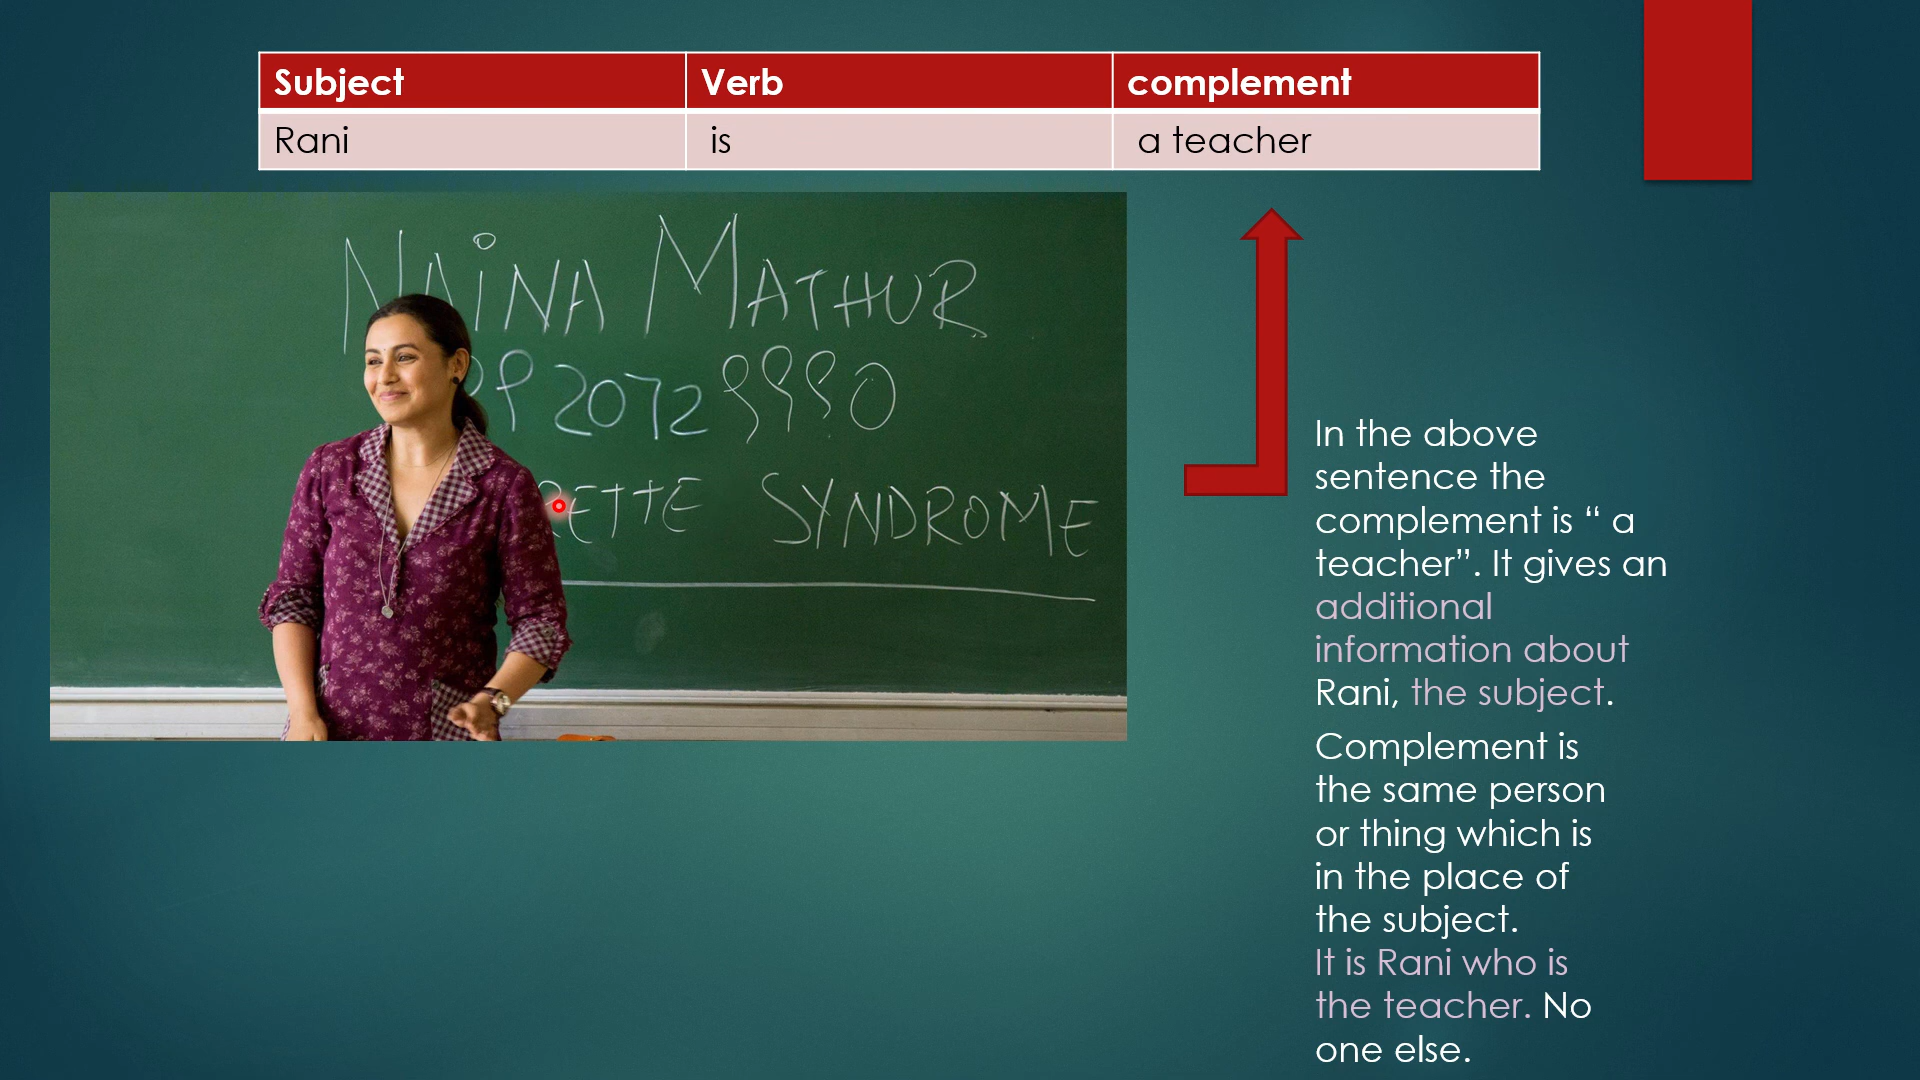 Subject Verb complement
Rani is a teacher
NAINA MATHUR
2072 9990
ETTE SYNDROME
In the above
sentence the
complement is “ a
teacher”. It gives an
additional
information about
Rani, the subject.
Complement is
the same person
or thing which is
in the place of
the subject.
It is Rani who is
the teacher. No
one else.